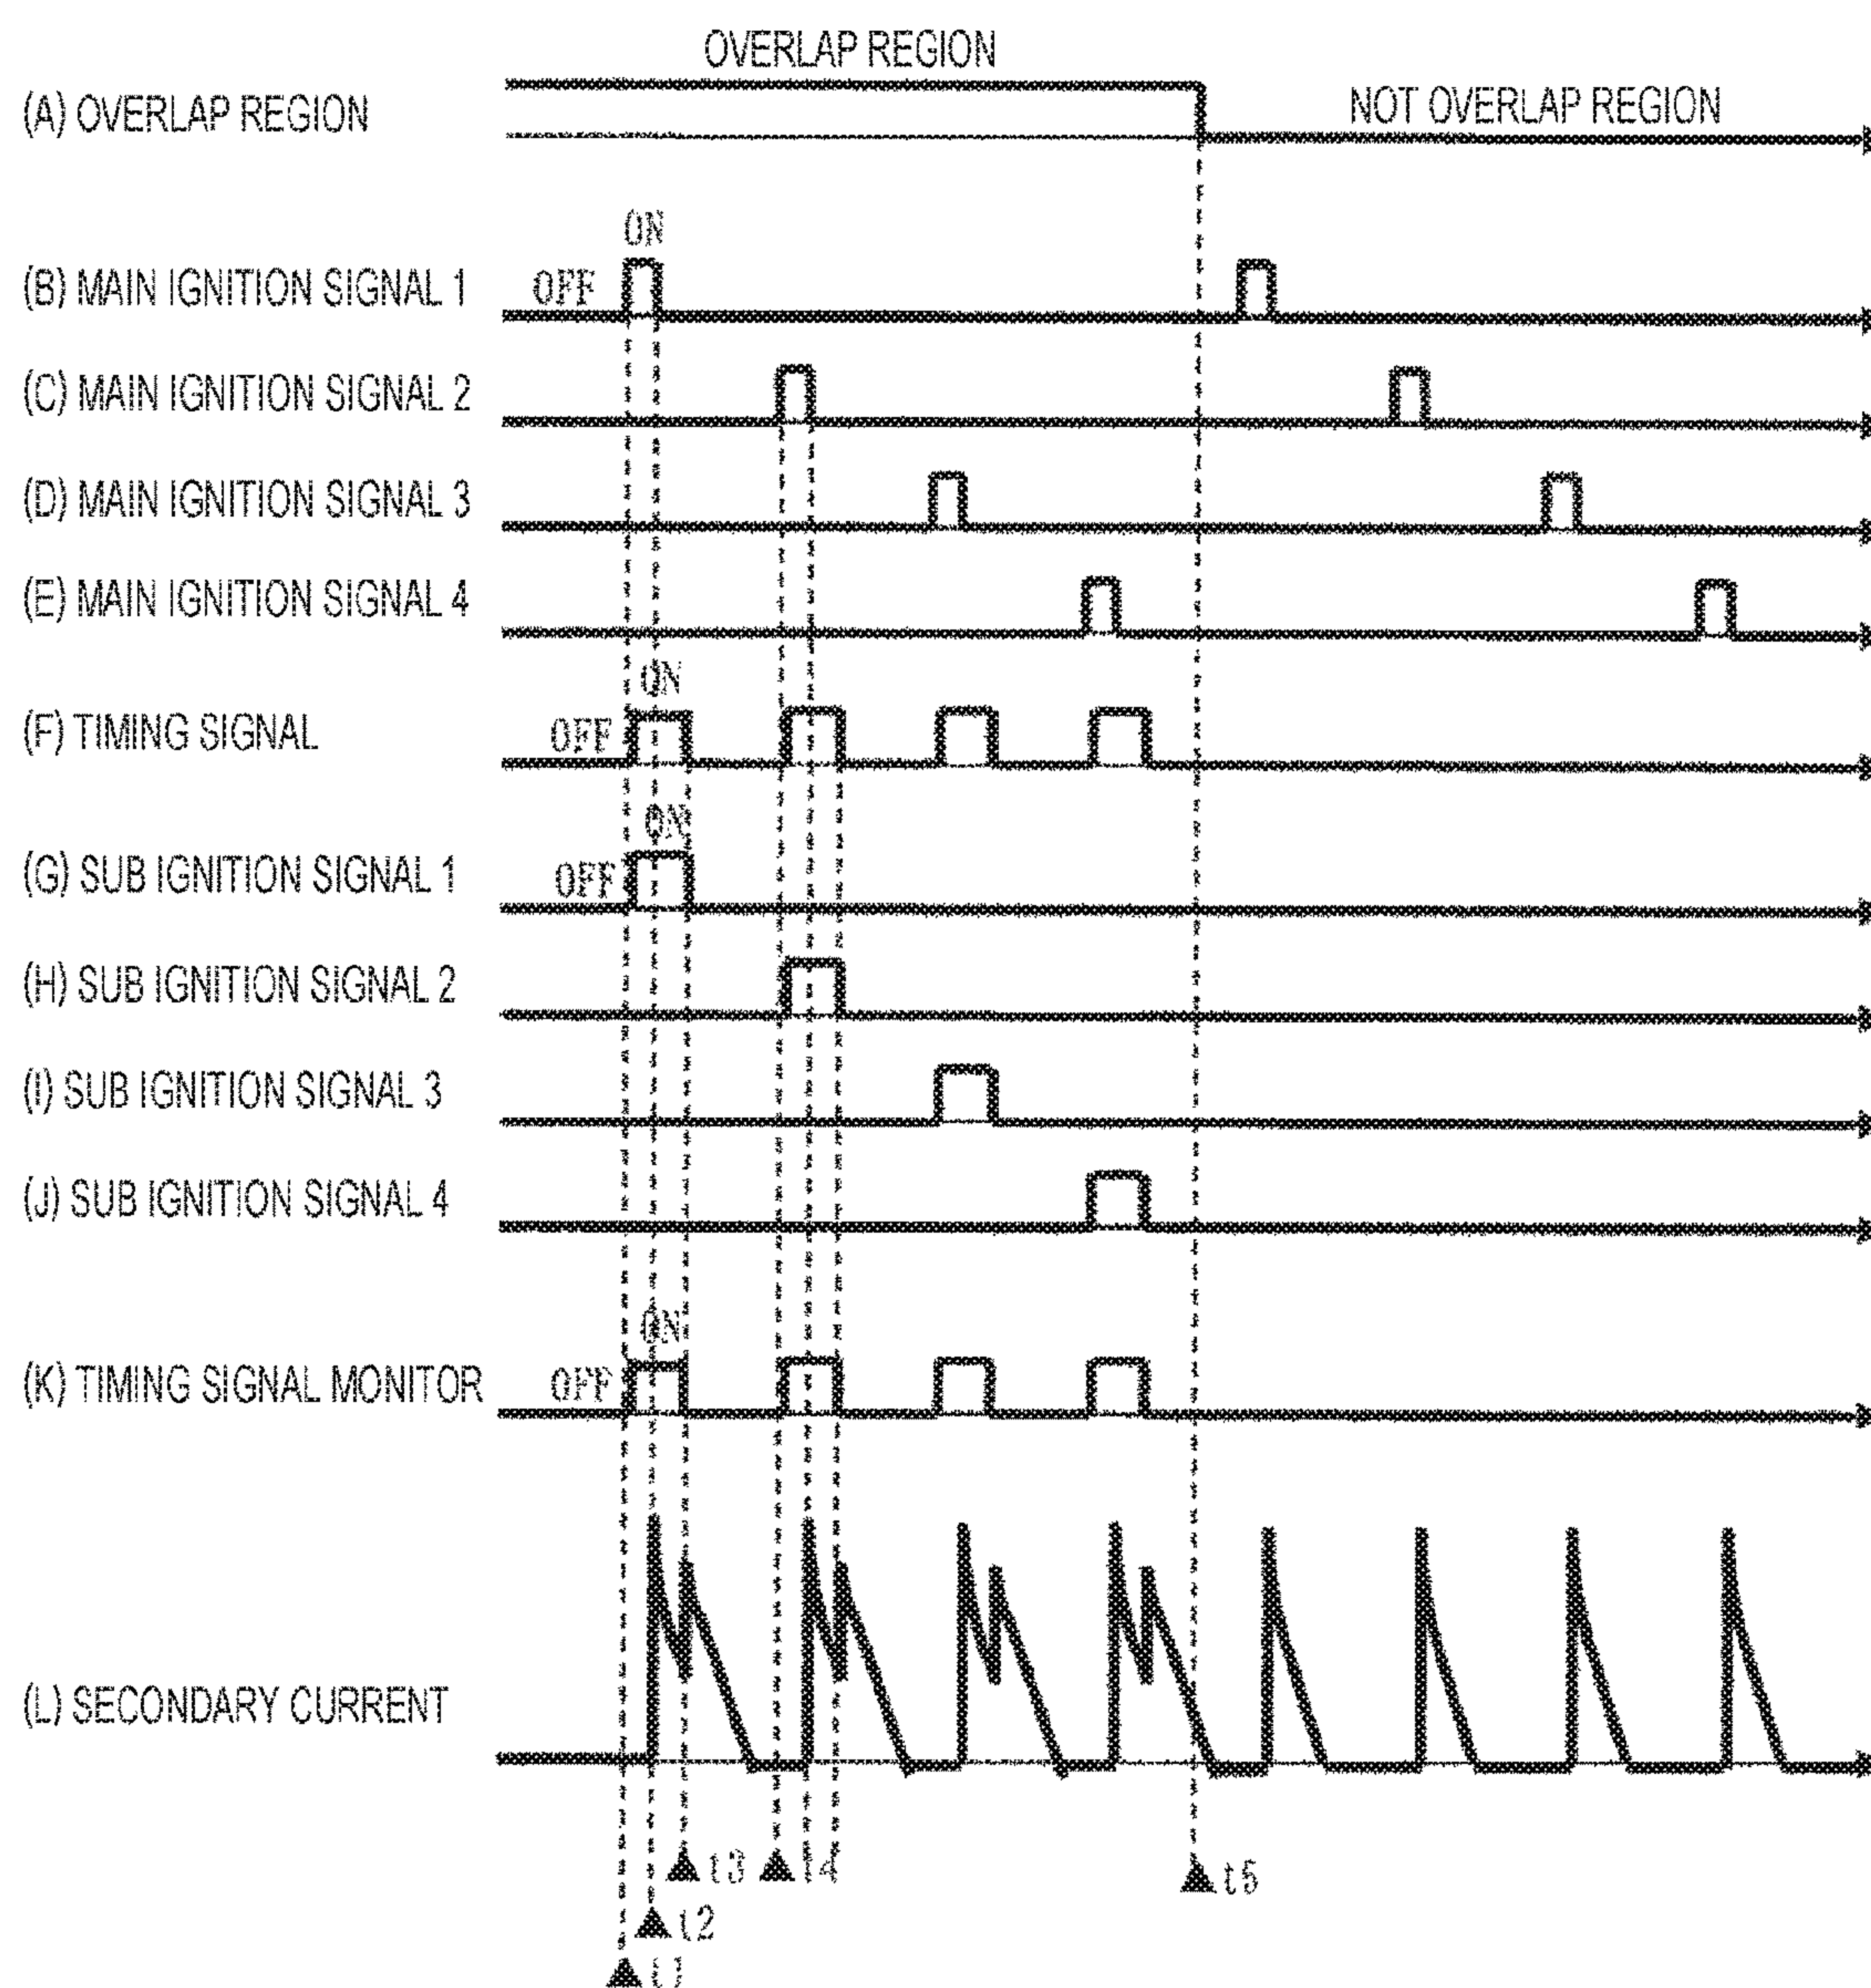 OVERLAP REGION
(A) OVERLAP REGION
NOT OVERLAP REGION
ON
(B) MAIN IGNITION SIGNAL 1
OFF
(C) MAIN IGNITION SIGNAL 2
(D) MAIN IGNITION SIGNAL 3
(E) MAIN IGNITION SIGNAL 4
ON
(F) TIMING SIGNAL
OFF
ON
(G) SUB IGNITION SIGNAL 1
OFF
(H) SUB IGNITION SIGNAL 2
(I) SUB IGNITION SIGNAL 3
(J) SUB IGNITION SIGNAL 4
ON
(K) TIMING SIGNAL MONITOR
OFF
(L) SECONDARY CURRENT
t3
t4
t5
t2
t1